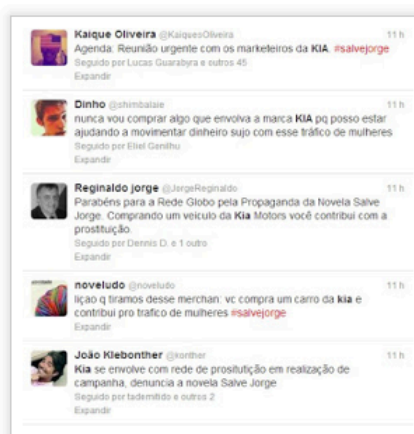 Kaique Oliveira @KaiquesOliveira 11 h
Agenda: Reunião urgente com os marketeiros da KIA. #salvejorge
Seguido por Lucas Guarabyra e outros 45
Expandir
Dinho @shimbalaie 11 h
nunca vou comprar algo que envolva a marca KIA pq posso estar
ajudando a movimentar dinheiro sujo com esse tráfico de mulheres
Seguido por Eliel Genilhu
Expandir
Reginaldo jorge @JorgeReginaldo 11 h
Parabéns para a Rede Globo pela Propaganda da Novela Salve
Jorge. Comprando um veículo da Kia Motors você contribui com a
prostituição.
Seguido por Dennis D. e 1 outro
Expandir
noveludo @noveludo 11 h
liçao q tiramos desse merchan: vc compra um carro da kia e
contribui pro trafico de mulheres #salvejorge
Expandir
João Klebonther @konther 11 h
Kia se envolve com rede de prositutição em realização de
campanha, denuncia a novela Salve Jorge
Seguido por tademitido e outros 2
Expandir